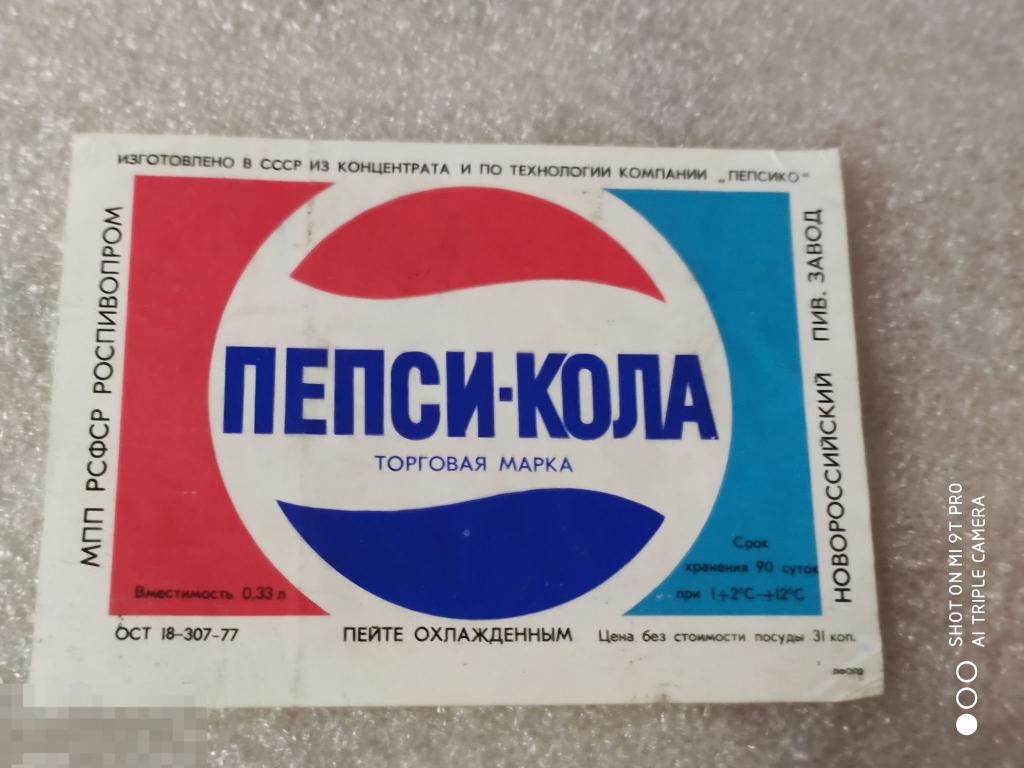 ИЗГОТОВЛЕНО В СССР ИЗ КОНЦЕНТРАТА И ПО ТЕХНОЛОГИИ КОМПАНИИ „ПЕПСИКО"
МПП РСФСР РОСПИВОПРОМ
ПЕПСИ-КОЛА
ТОРГОВАЯ МАРКА
НОВОРОССИЙСКИЙ ПИВ. ЗАВОД
Вместимость 0,33 л
Срок
хранения 90 суток
при +2°С-+12°С
ОСТ 18-307-77
ПЕЙТЕ ОХЛАЖДЕННЫМ
Цена без стоимости посуды 31 коп.
SHOT ON MI 9T PRO
AI TRIPLE CAMERA